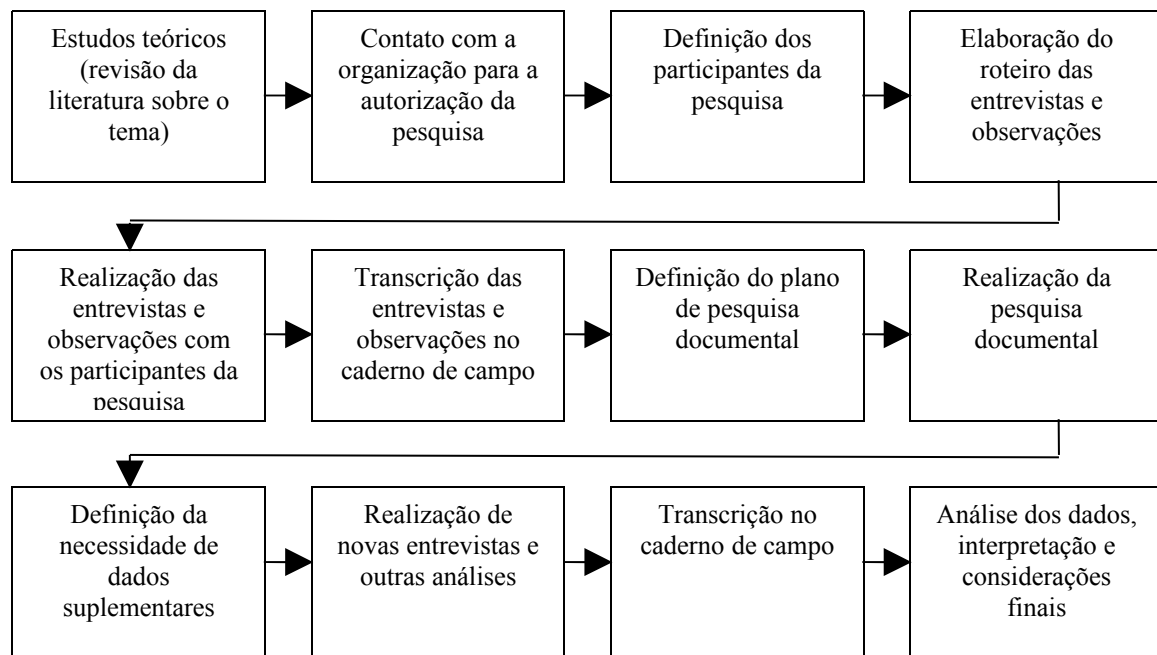 Estudos teóricos
(revisão da
literatura sobre o
tema)
Contato com a
organização para a
autorização da
pesquisa
Definição dos
participantes da
pesquisa
Elaboração do
roteiro das
entrevistas e
observações
Realização das
entrevistas e
observações com
os participantes da
pesquisa
Transcrição das
entrevistas e
observações no
caderno de campo
Definição do plano
de pesquisa
documental
Realização da
pesquisa
documental
Definição da
necessidade de
dados
suplementares
Realização de
novas entrevistas e
outras análises
Transcrição no
caderno de campo
Análise dos dados,
interpretação e
considerações
finais